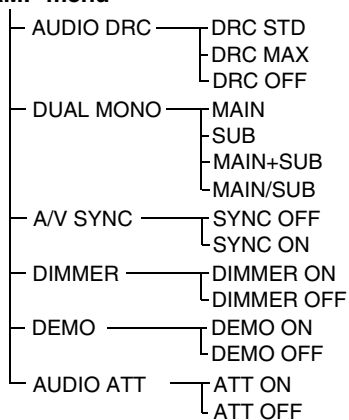 menu
AUDIO DRC DRC STD
DRC MAX
DRC OFF
DUAL MONO MAIN
SUB
MAIN+SUB
MAIN/SUB
A/V SYNC SYNC OFF
SYNC ON
DIMMER DIMMER ON
DIMMER OFF
DEMO DEMO ON
DEMO OFF
AUDIO ATT ATT ON
ATT OFF